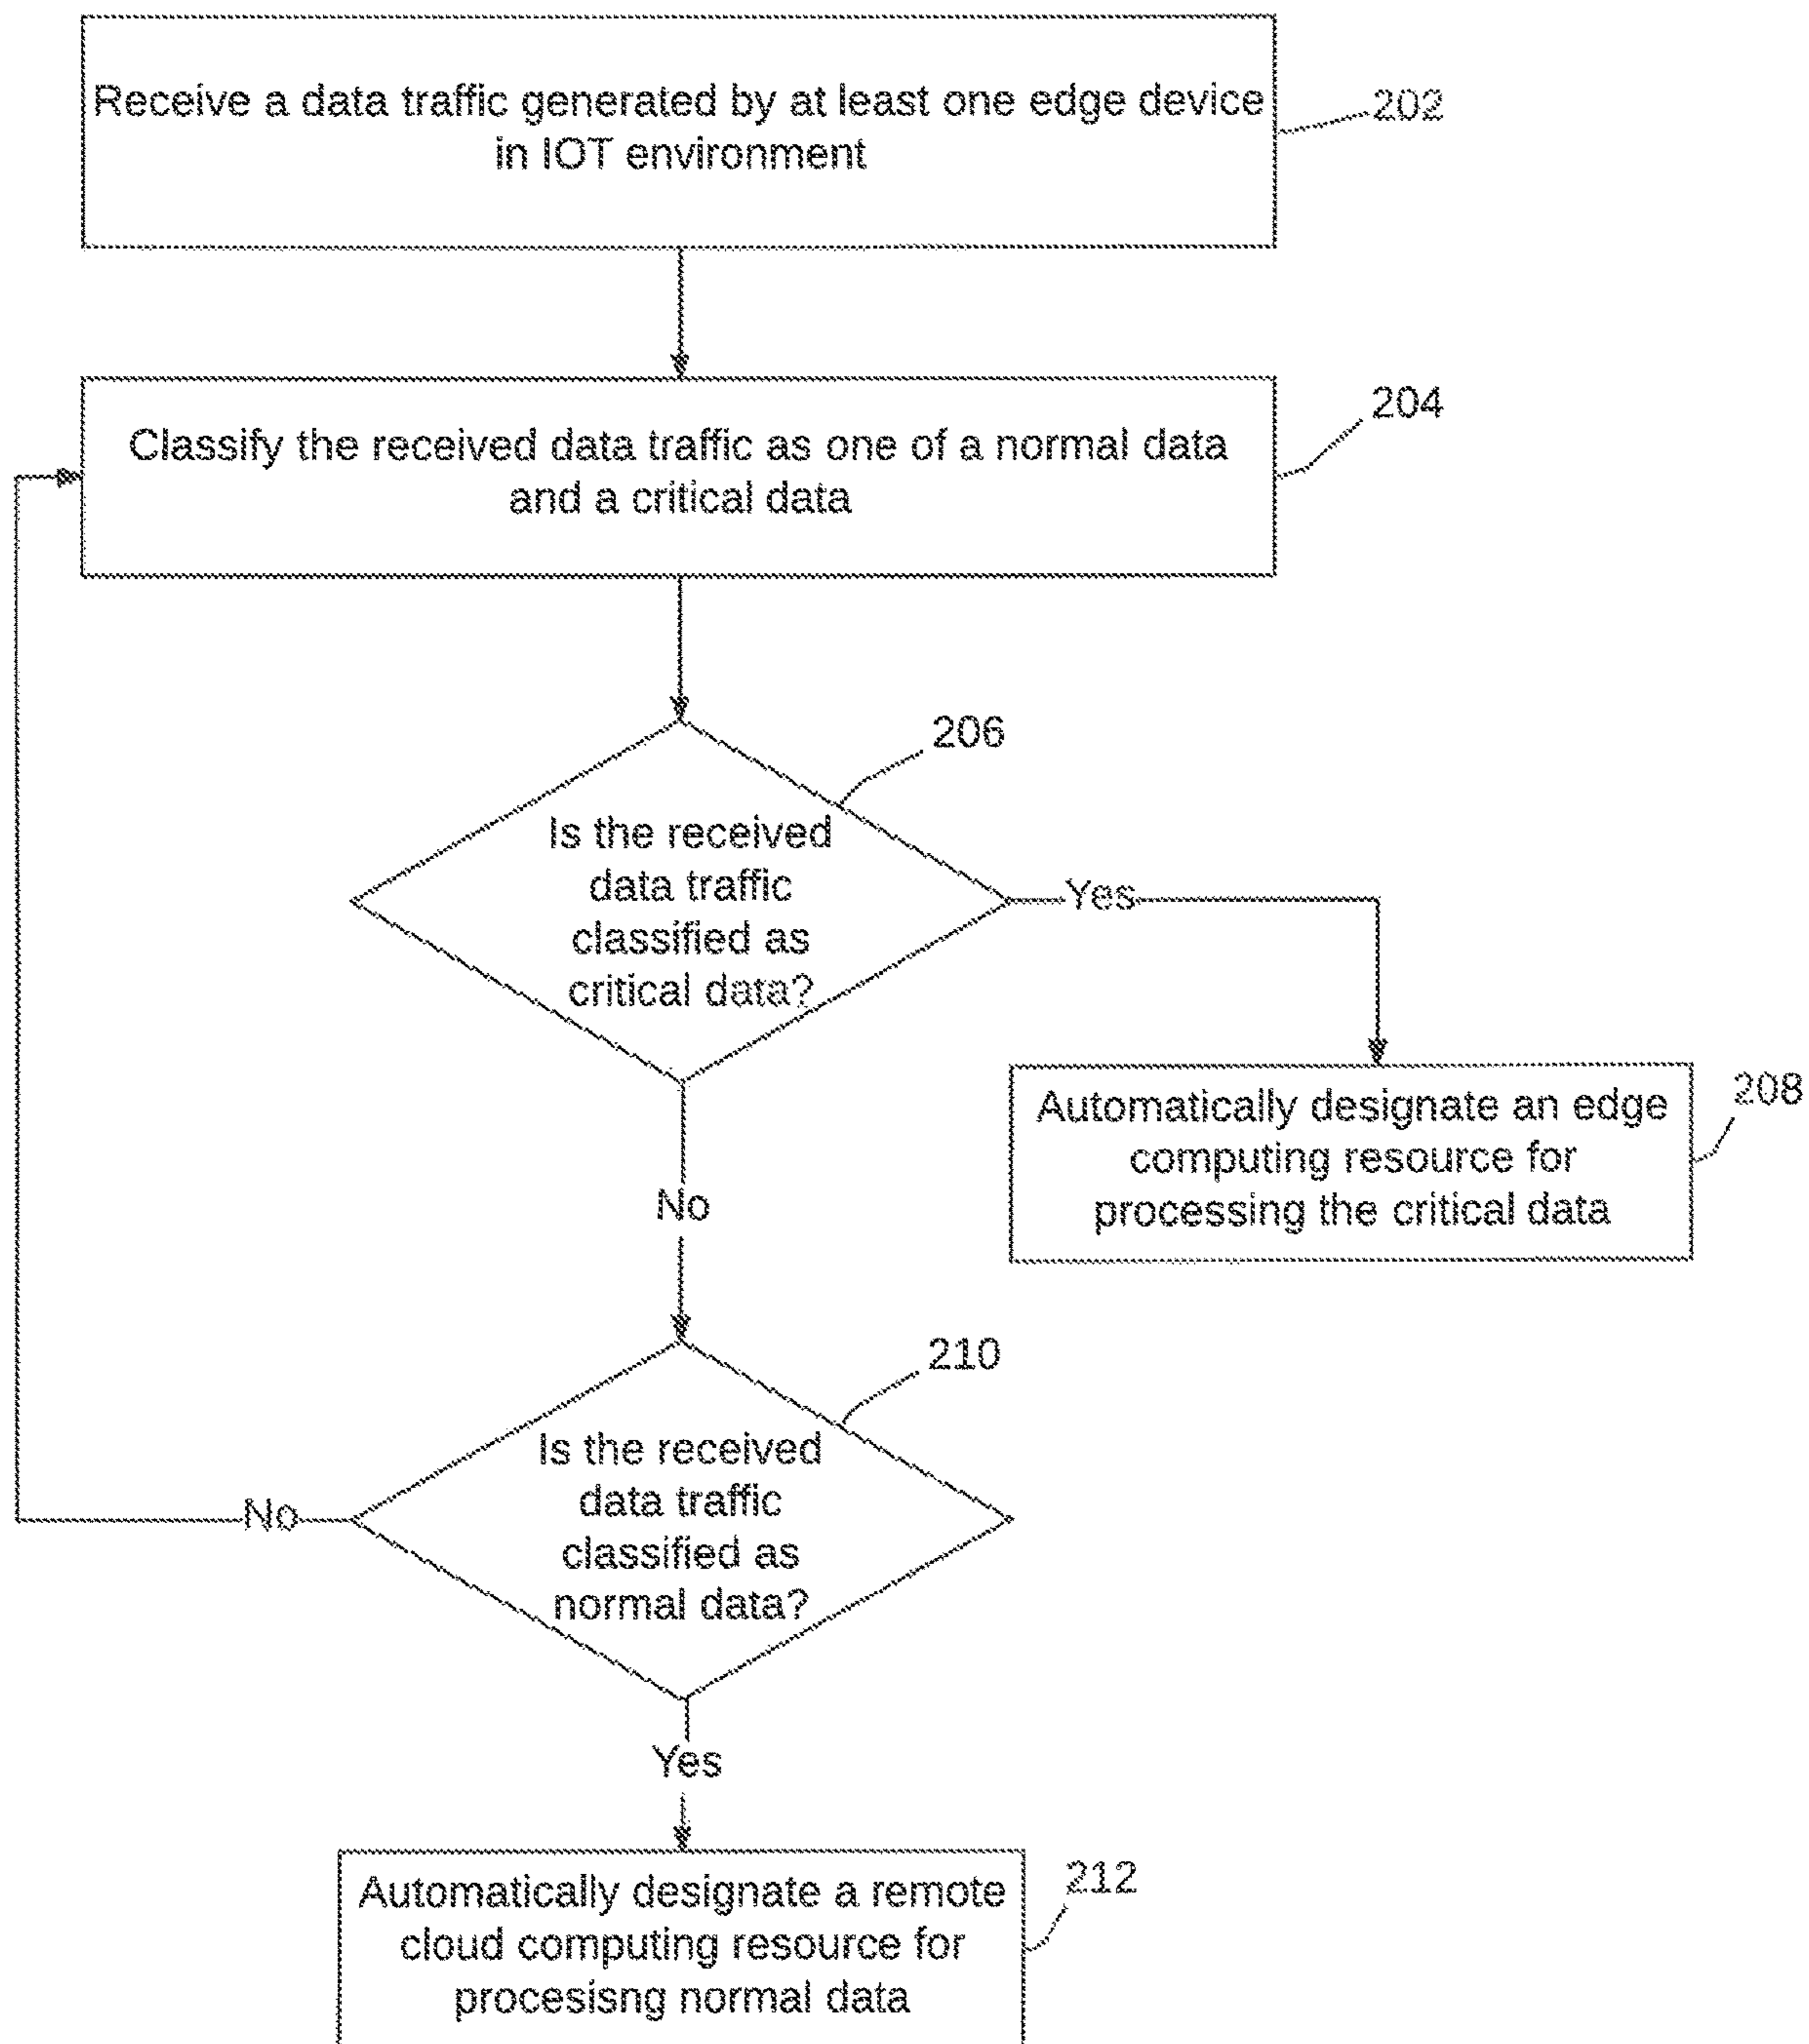 Receive a data traffic generated by at least one edge device
in IOT environment
202
Classify the received data traffic as one of a normal data
and a critical data
204
206
Is the received
data traffic
classified as
critical data?
Yes
Automatically designate an edge
computing resource for
processing the critical data
208
No
210
Is the received
data traffic
classified as
normal data?
No
Yes
Automatically designate a remote
cloud computing resource for
procesisng normal data
212